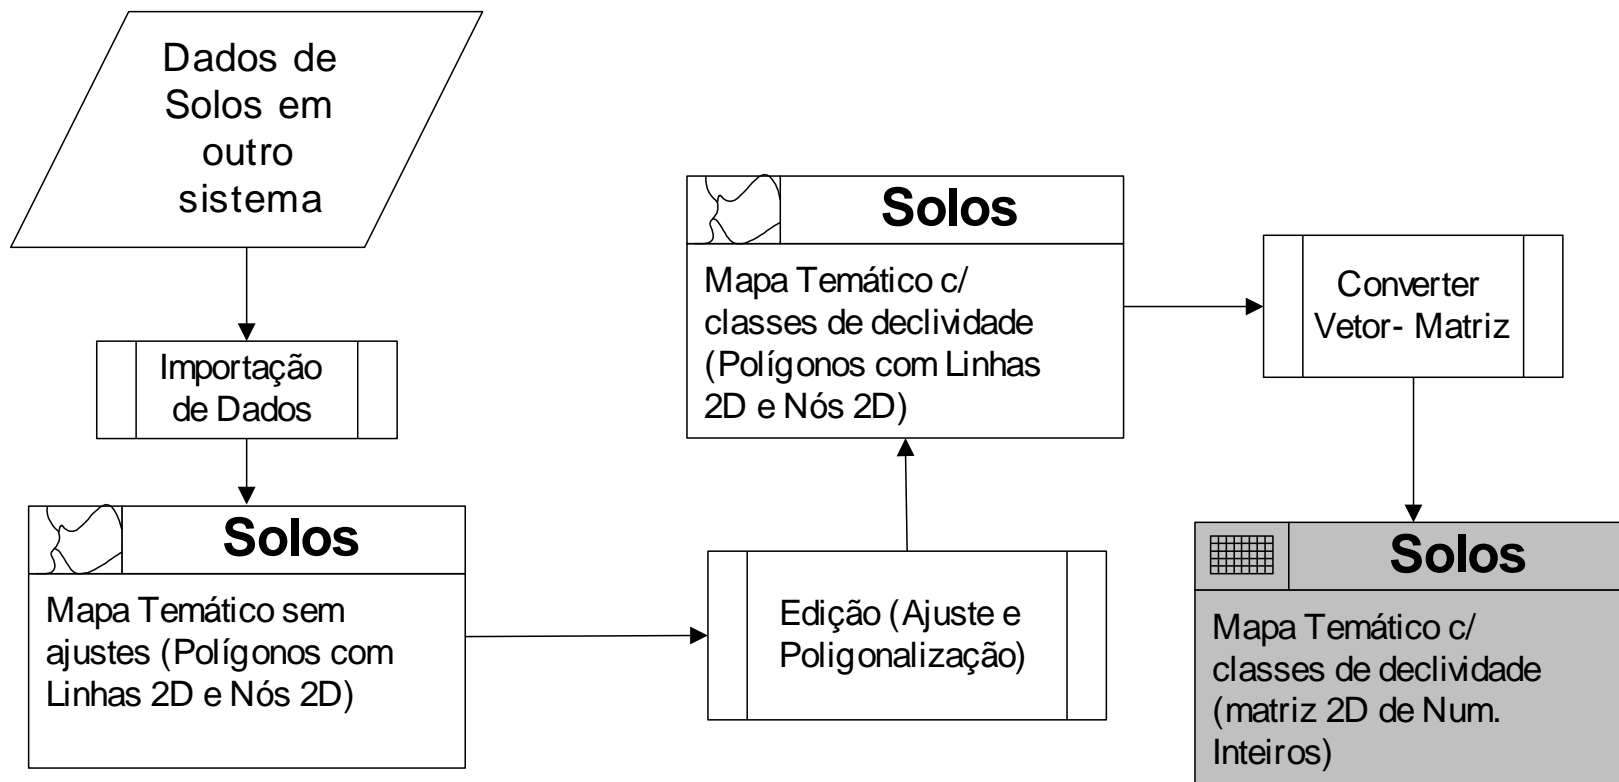 Dados de
Solos em
outro
sistema
Importação
de Dados
Solos
Mapa Temático sem
ajustes (Polígonos com
Linhas 2D e Nós 2D)
Edição (Ajuste e
Poligonalização)
Solos
Mapa Temático c/
classes de declividade
(Polígonos com Linhas
2D e Nós 2D)
Converter
Vetor- Matriz
Solos
Mapa Temático c/
classes de declividade
(matriz 2D de Num.
Inteiros)